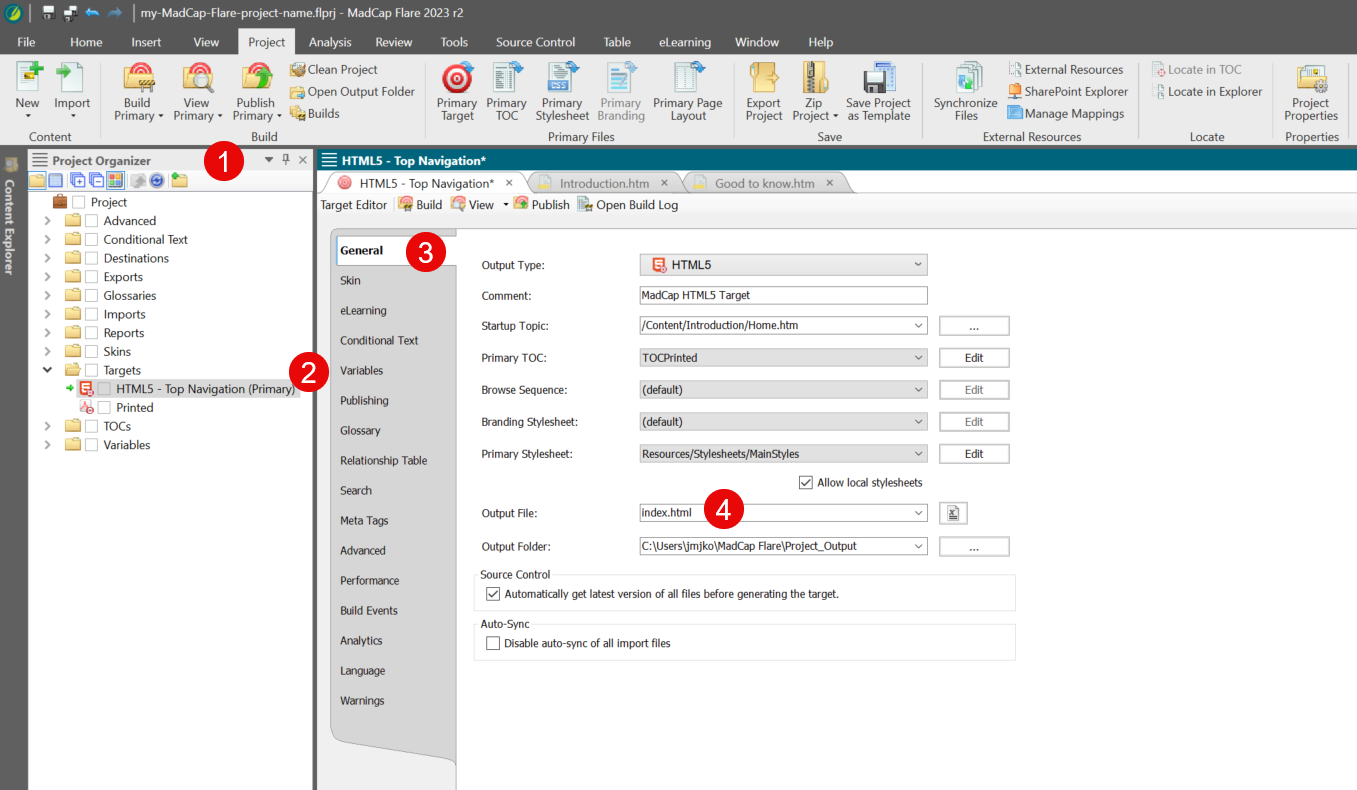 my-MadCap-Flare-project-name.flprj - MadCap Flare 2023 r2
File Home Insert View Project Analysis Review Tools Source Control Table eLearning Window Help
New
Import
Content
Build Primary
View Primary
Publish Primary
Clean Project
Open Output Folder
Builds
Build
Primary Target
Primary TOC
Primary Stylesheet
Primary Branding
Primary Page Layout
Primary Files
Export Project
Zip Project
Save Project as Template
Save
Synchronize Files
External Resources
SharePoint Explorer
Manage Mappings
External Resources
Locate in TOC
Locate in Explorer
Locate
Project Properties
Properties
Content Explorer
Project Organizer
1
Project
Advanced
Conditional Text
Destinations
Exports
Glossaries
Imports
Reports
Skins
Targets
2
HTML5 - Top Navigation (Primary)
Printed
TOCs
Variables
HTML5 - Top Navigation*
HTML5 - Top Navigation* × Introduction.htm × Good to know.htm ×
Target Editor Build View Publish Open Build Log
General
3
Skin
eLearning
Conditional Text
Variables
Publishing
Glossary
Relationship Table
Search
Meta Tags
Advanced
Performance
Build Events
Analytics
Language
Warnings
Output Type: HTML5
Comment: MadCap HTML5 Target
Startup Topic: /Content/Introduction/Home.htm ...
Primary TOC: TOCPrinted Edit
Browse Sequence: (default) Edit
Branding Stylesheet: (default) Edit
Primary Stylesheet: Resources/Stylesheets/MainStyles Edit
Allow local stylesheets
Output File: index.html 4
Output Folder: C:\Users\jmjko\MadCap Flare\Project_Output ...
Source Control
Automatically get latest version of all files before generating the target.
Auto-Sync
Disable auto-sync of all import files